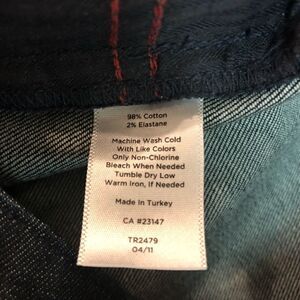 98% Cotton
2% Elastane
Machine Wash Cold
With Like Colors
Only Non-Chlorine
Bleach When Needed
Tumble Dry Low
Warm Iron, If Needed
Made in Turkey
CA #23147
TR2479
04/11